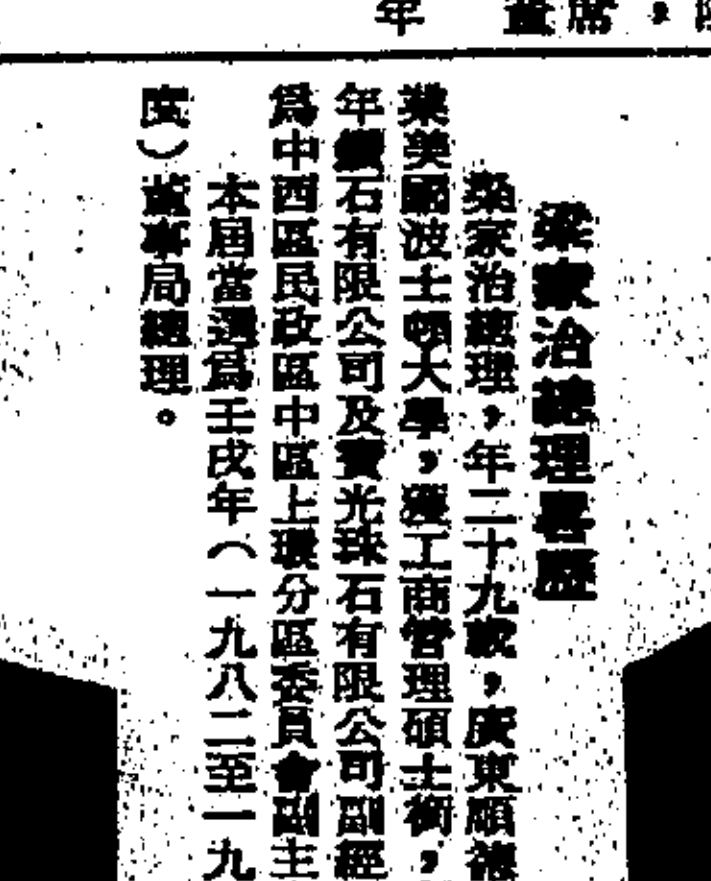 席，
董
年
梁家治總理畧歷
梁家治總理，年二十九歲，廣東順德
業美國波士頓大學，獲工商管理碩士銜，
年鑽石有限公司及寶光珠石有限公司副經
爲中西區民政區中區上環分區委員會副主
本屆當選爲壬戌年（一九八二至一九
度）董事局總理。